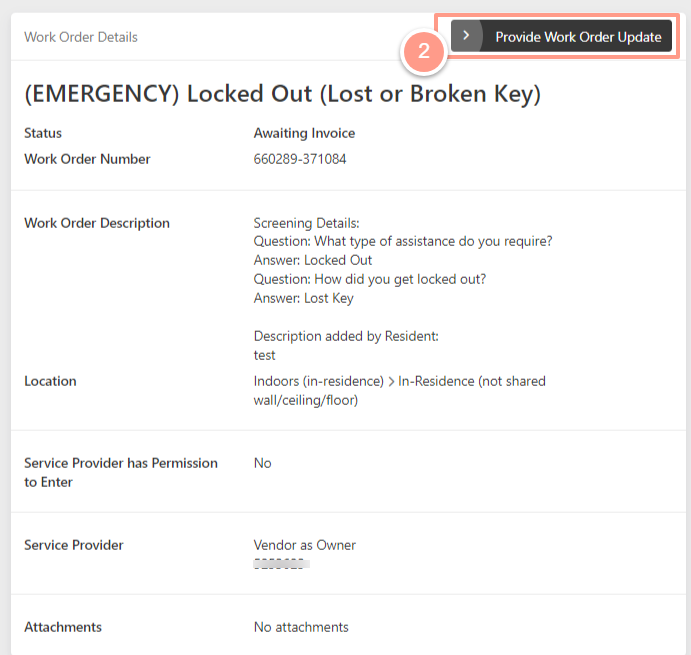 Work Order Details
2
Provide Work Order Update
(EMERGENCY) Locked Out (Lost or Broken Key)
Status
Awaiting Invoice
Work Order Number
660289-371084
Work Order Description
Screening Details:
Question: What type of assistance do you require?
Answer: Locked Out
Question: How did you get locked out?
Answer: Lost Key
Description added by Resident:
test
Location
Indoors (in-residence) > In-Residence (not shared
wall/ceiling/floor)
Service Provider has Permission
to Enter
No
Service Provider
Vendor as Owner
Attachments
No attachments